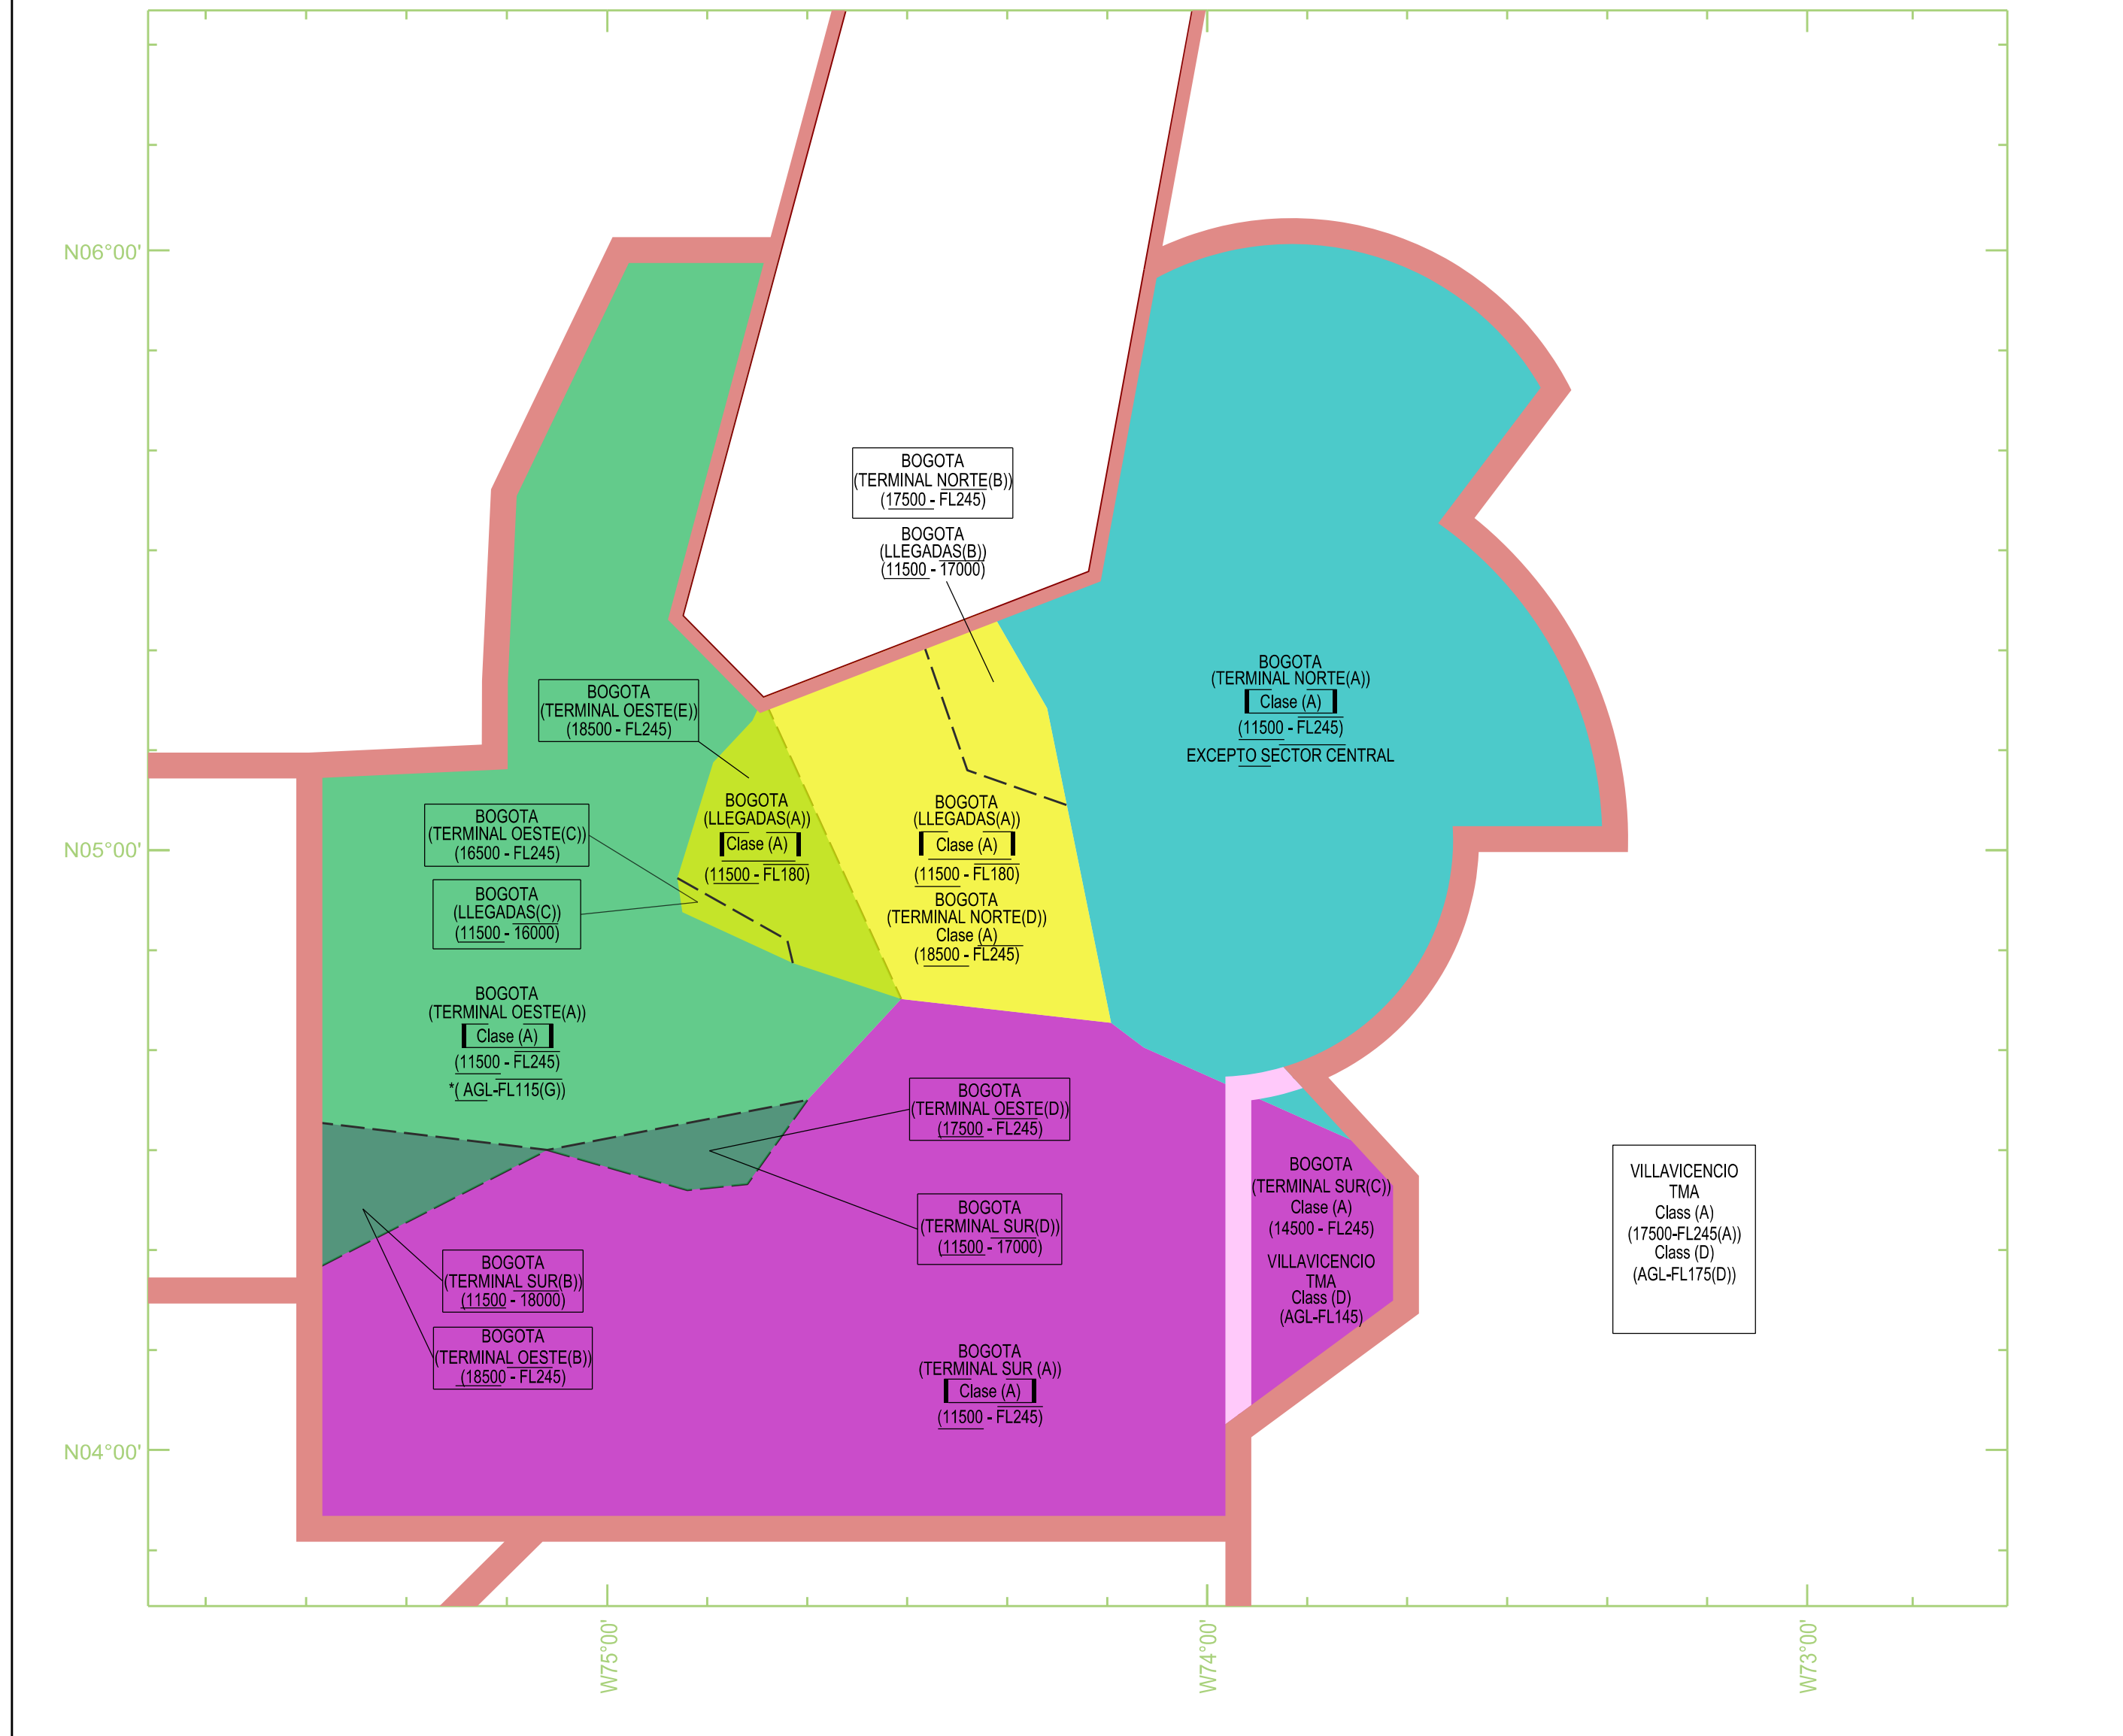 N06°00'
BOGOTA
(TERMINAL NORTE(B))
(17500 - FL245)
BOGOTA
(LLEGADAS(B))
(11500 - 17000)
BOGOTA
(TERMINAL NORTE(A))
Clase (A)
(11500 - FL245)
EXCEPTO SECTOR CENTRAL
BOGOTA
(TERMINAL OESTE(E))
(18500 - FL245)
BOGOTA
(TERMINAL OESTE(C))
(16500 - FL245)
BOGOTA
(LLEGADAS(A))
Clase (A)
(11500 - FL180)
BOGOTA
(LLEGADAS(A))
Clase (A)
(11500 - FL180)
N05°00'
BOGOTA
(LLEGADAS(C))
(11500 - 16000)
BOGOTA
(TERMINAL NORTE(D))
Clase (A)
(18500 - FL245)
BOGOTA
(TERMINAL OESTE(A))
Clase (A)
(11500 - FL245)
*( AGL-FL115(G))
BOGOTA
(TERMINAL OESTE(D))
(17500 - FL245)
BOGOTA
(TERMINAL SUR(D))
(11500 - 17000)
BOGOTA
(TERMINAL SUR(C))
Clase (A)
(14500 - FL245)
VILLAVICENCIO
TMA
Class (D)
(AGL-FL145)
VILLAVICENCIO
TMA
Class (A)
(17500-FL245(A))
Class (D)
(AGL-FL175(D))
BOGOTA
(TERMINAL SUR(B))
(11500 - 18000)
BOGOTA
(TERMINAL OESTE(B))
(18500 - FL245)
BOGOTA
(TERMINAL SUR (A))
Clase (A)
(11500 - FL245)
N04°00'
W75°00'
W74°00'
W73°00'